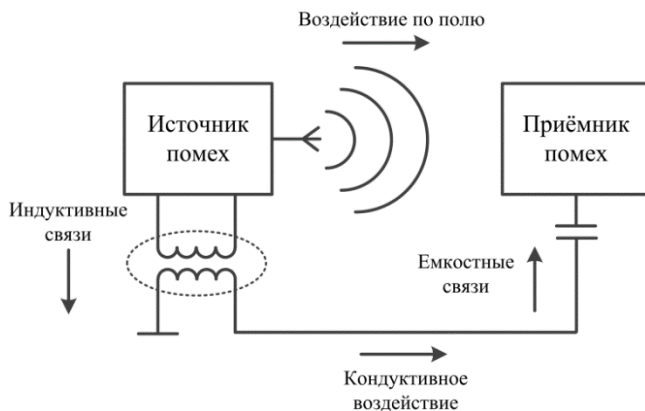 Воздействие по полю
Источник
помех
Приёмник
помех
Индуктивные
связи
Емкостные
связи
Кондуктивное
воздействие